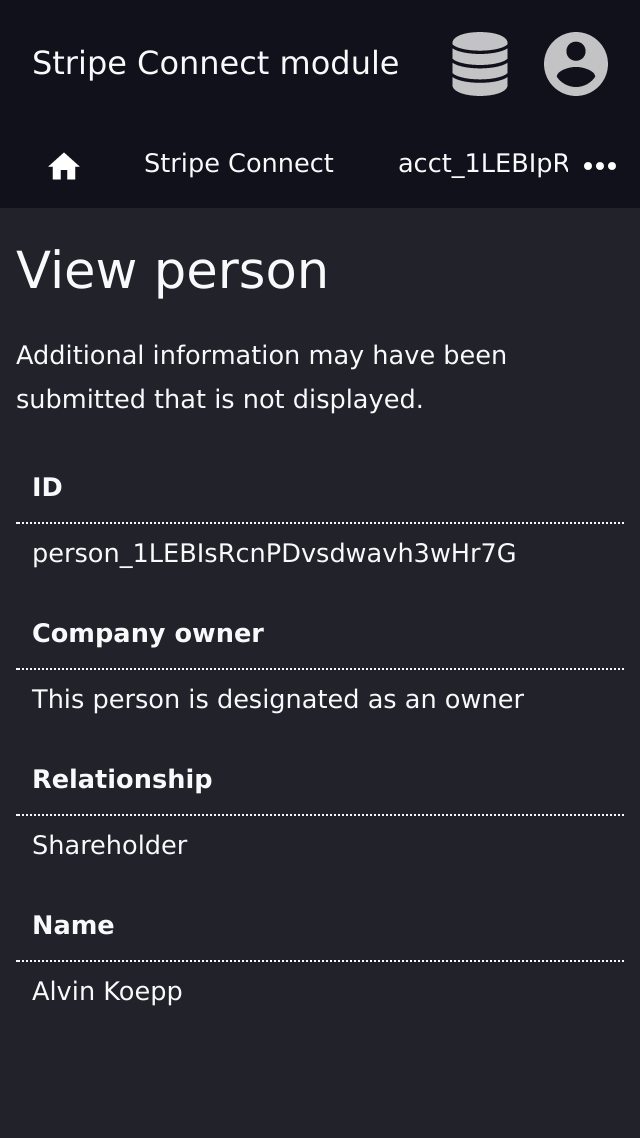 Stripe Connect module
Stripe Connect acct_1LEBIpR
View person
Additional information may have been
submitted that is not displayed.
ID
person_1LEBIsRcnPDvsdwavh3wHr7G
Company owner
This person is designated as an owner
Relationship
Shareholder
Name
Alvin Koepp